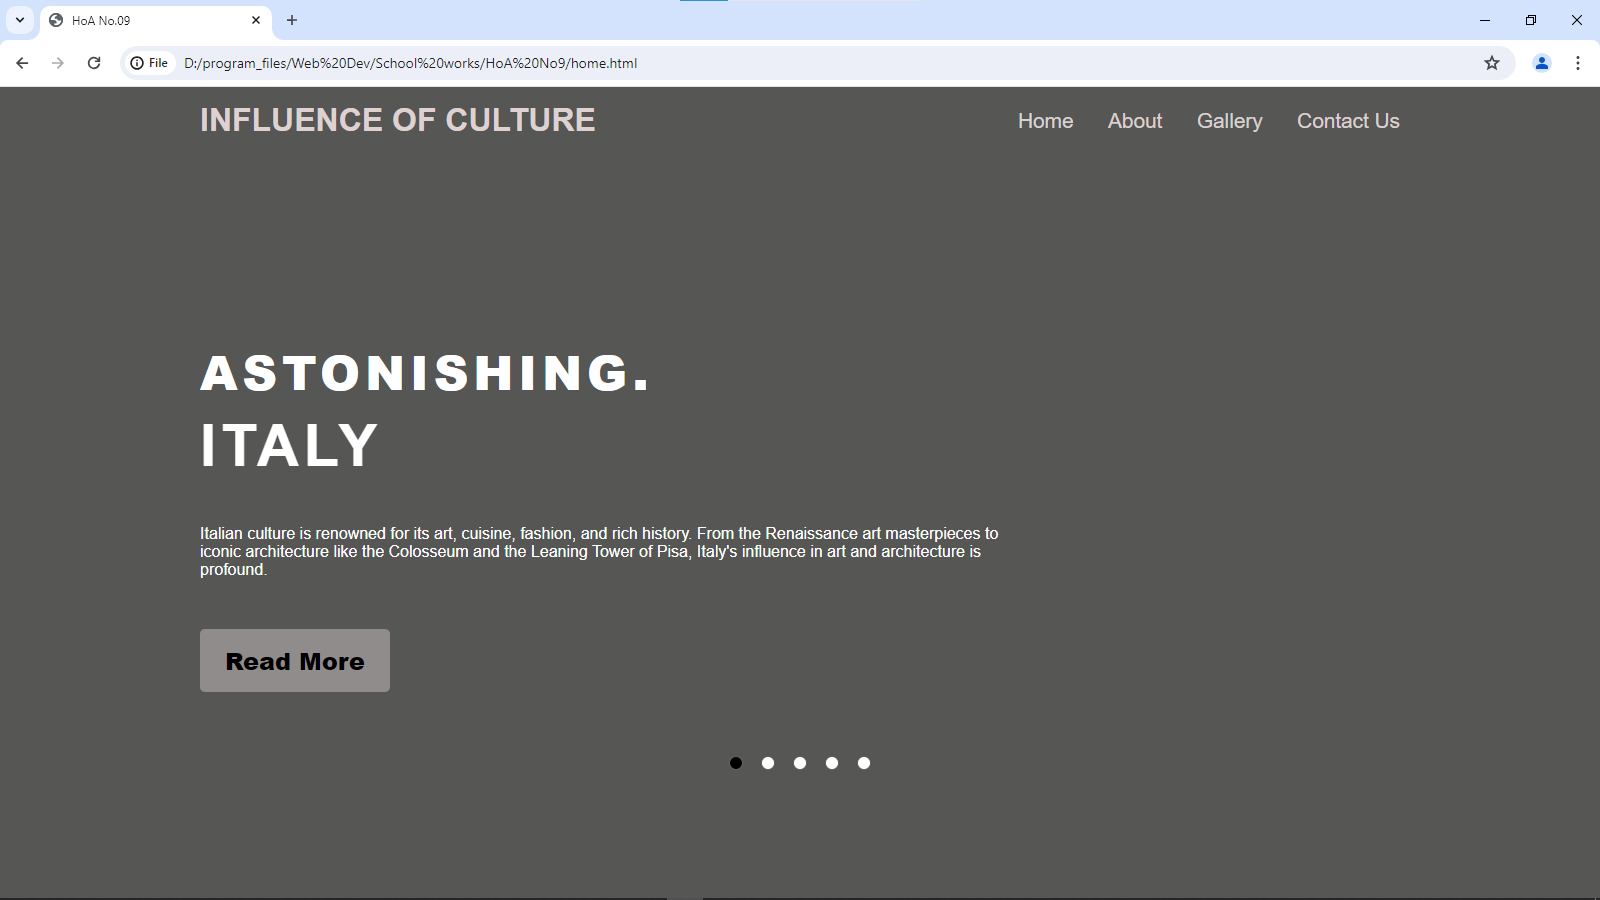 HoA No.09
File
D:/program_files/Web%20Dev/School%20works/HoA%20No9/home.html
INFLUENCE OF CULTURE
Home About Gallery Contact Us
ASTONISHING.
ITALY
Italian culture is renowned for its art, cuisine, fashion, and rich history. From the Renaissance art masterpieces to
iconic architecture like the Colosseum and the Leaning Tower of Pisa, Italy's influence in art and architecture is
profound.
Read More